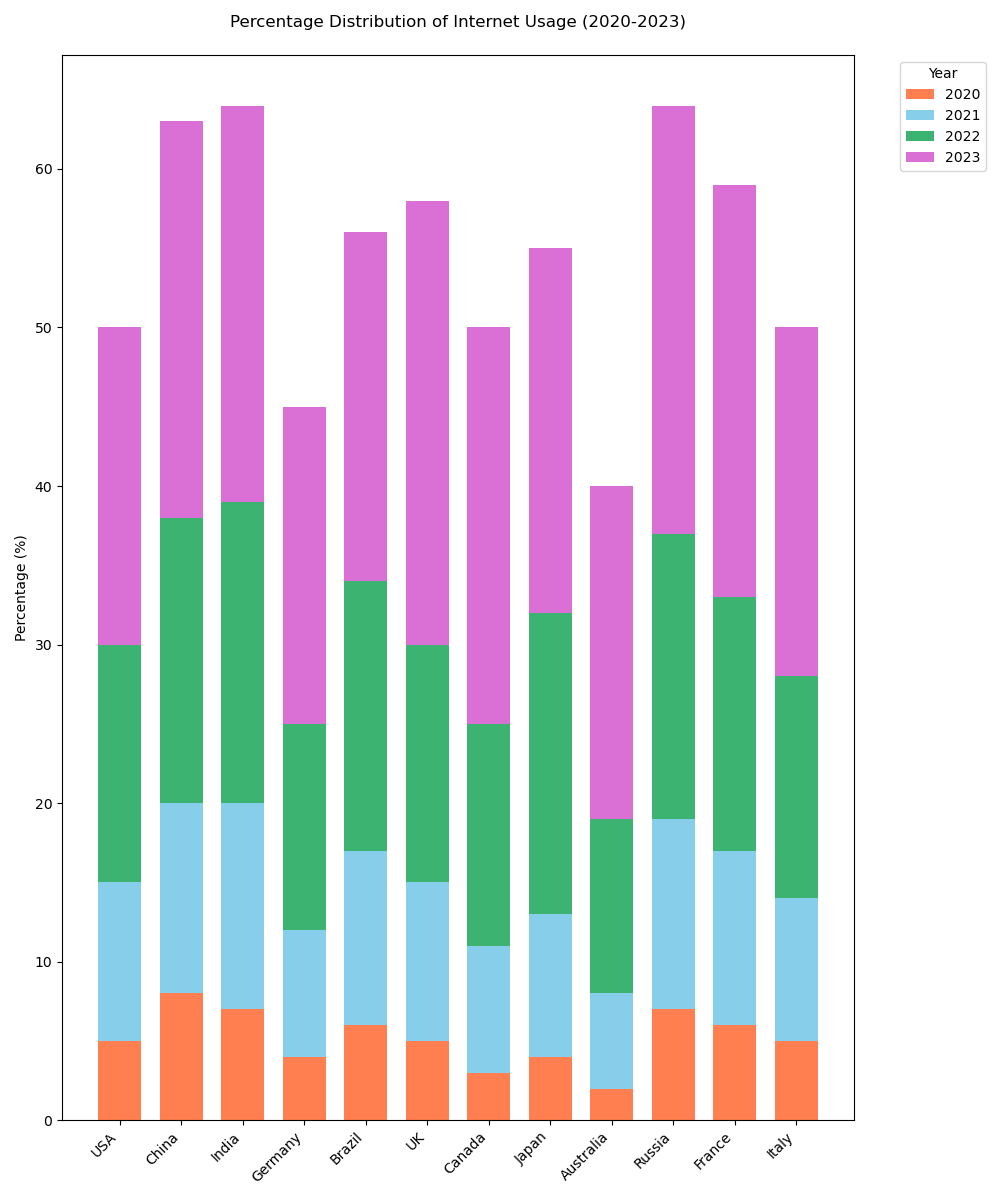 Percentage Distribution of Internet Usage (2020-2023)
Year
2020
2021
2022
2023
Percentage (%)
60
50
40
30
20
10
0
USA
China
India
Germany
Brazil
UK
Canada
Japan
Australia
Russia
France
Italy